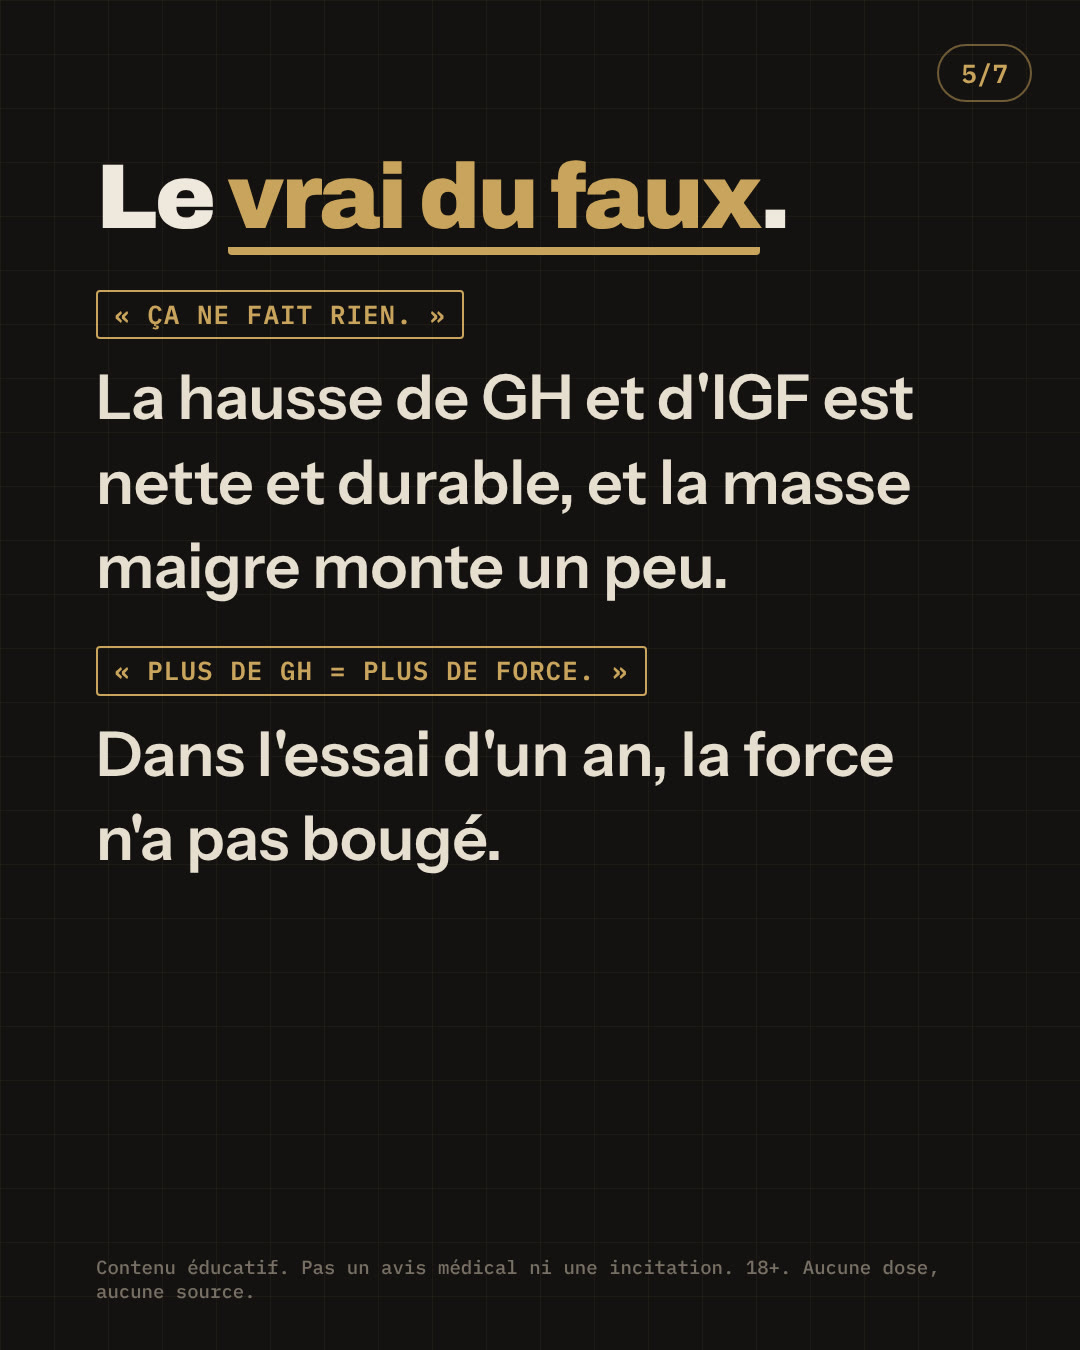 5/7
Le vrai du faux.
« ÇA NE FAIT RIEN. »
La hausse de GH et d'IGF est
nette et durable, et la masse
maigre monte un peu.
« PLUS DE GH = PLUS DE FORCE. »
Dans l'essai d'un an, la force
n'a pas bougé.
Contenu éducatif. Pas un avis médical ni une incitation. 18+. Aucune dose,
aucune source.